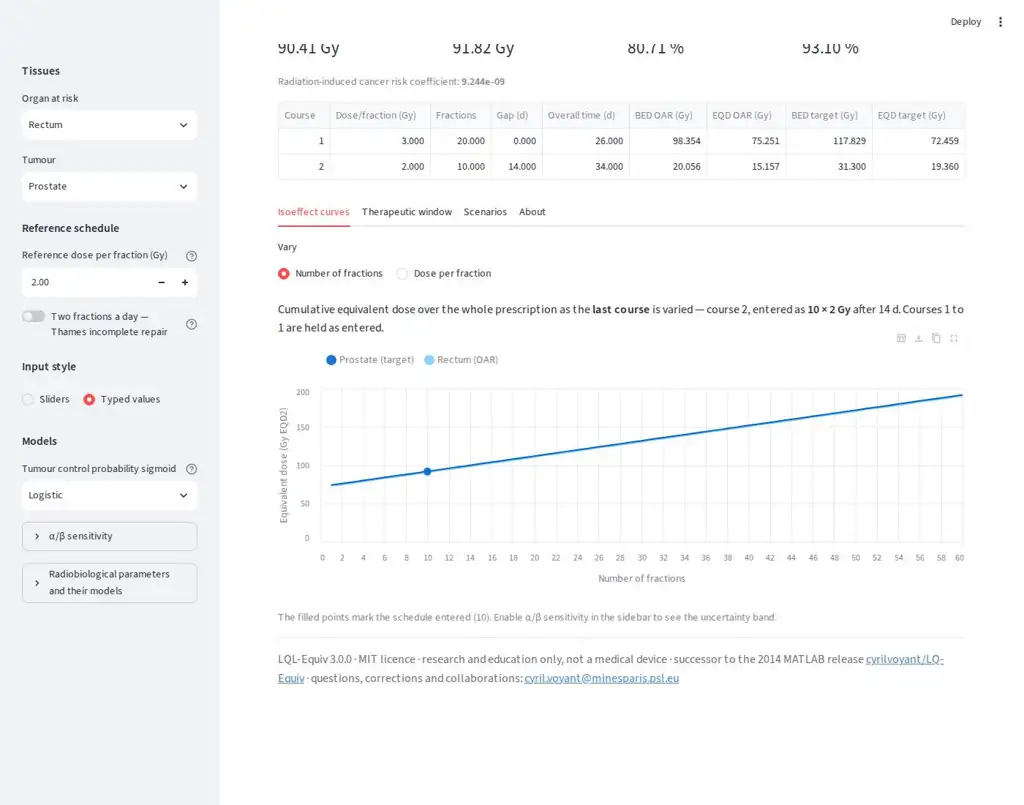 Deploy
Tissues
Organ at risk
Rectum
Tumour
Prostate
Reference schedule
Reference dose per fraction (Gy)
2.00
Two fractions a day —
Thames incomplete repair
Input style
Sliders Typed values
Models
Tumour control probability sigmoid
Logistic
α/β sensitivity
Radiobiological parameters
and their models
90.41 Gy 91.82 Gy 80.71 % 93.10 %
Radiation-induced cancer risk coefficient: 9.244e-09
Course Dose/fraction (Gy) Fractions Gap (d) Overall time (d) BED OAR (Gy) EQD OAR (Gy) BED target (Gy) EQD target (Gy)
1 3.000 20.000 0.000 26.000 98.354 75.251 117.829 72.459
2 2.000 10.000 14.000 34.000 20.056 15.157 31.300 19.360
Isoeffect curves Therapeutic window Scenarios About
Vary
Number of fractions Dose per fraction
Cumulative equivalent dose over the whole prescription as the last course is varied — course 2, entered as 10 × 2 Gy after 14 d. Courses 1 to
1 are held as entered.
Prostate (target) Rectum (OAR)
Equivalent dose (Gy EQD2)
200
150
100
50
0
0 2 4 6 8 10 12 14 16 18 20 22 24 26 28 30 32 34 36 38 40 42 44 46 48 50 52 54 56 58 60
Number of fractions
The filled points mark the schedule entered (10). Enable α/β sensitivity in the sidebar to see the uncertainty band.
LQL-Equiv 3.0.0 · MIT licence · research and education only, not a medical device · successor to the 2014 MATLAB release cyrilvoyant/LQ-
Equiv · questions, corrections and collaborations: cyril.voyant@minesparis.psl.eu